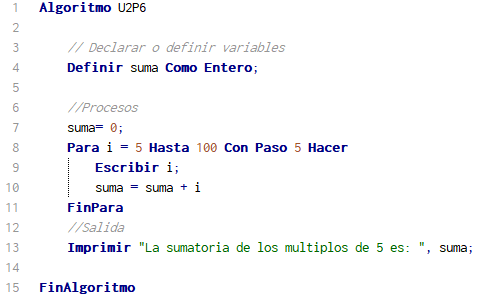 1 Algoritmo U2P6
2
3 // Declarar o definir variables
4 Definir suma Como Entero;
5
6 //Procesos
7 suma= 0;
8 Para i = 5 Hasta 100 Con Paso 5 Hacer
9 Escribir i;
10 suma = suma + i
11 FinPara
12 //Salida
13 Imprimir "La sumatoria de los multiplos de 5 es: ", suma;
14
15 FinAlgoritmo